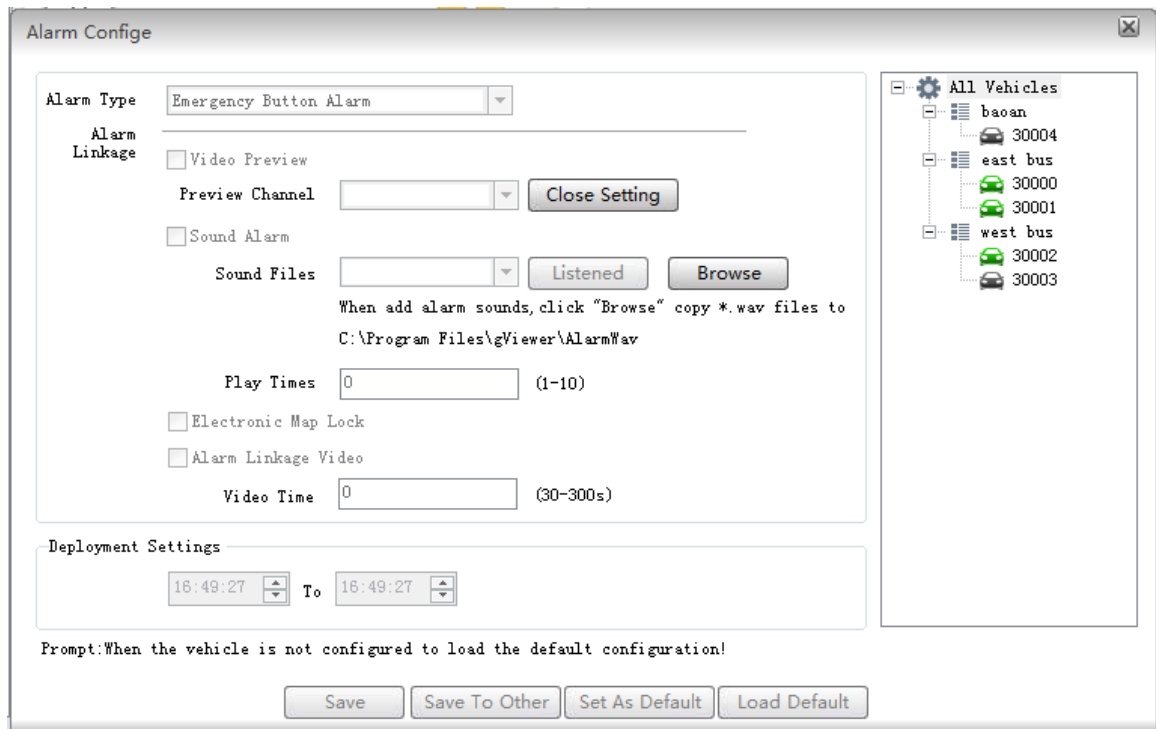 Alarm Confige
Alarm Type
Emergency Button Alarm
Alarm
Linkage
Video Preview
Preview Channel
Close Setting
Sound Alarm
Sound Files
Listened
Browse
When add alarm sounds,click "Browse" copy *.wav files to
C:\Program Files\gViewer\AlarmWav
Play Times
0
(1-10)
Electronic Map Lock
Alarm Linkage Video
Video Time
0
(30-300s)
Deployment Settings
16:49:27
To
16:49:27
Prompt:When the vehicle is not configured to load the default configuration!
Save
Save To Other
Set As Default
Load Default
All Vehicles
baoan
30004
east bus
30000
30001
west bus
30002
30003